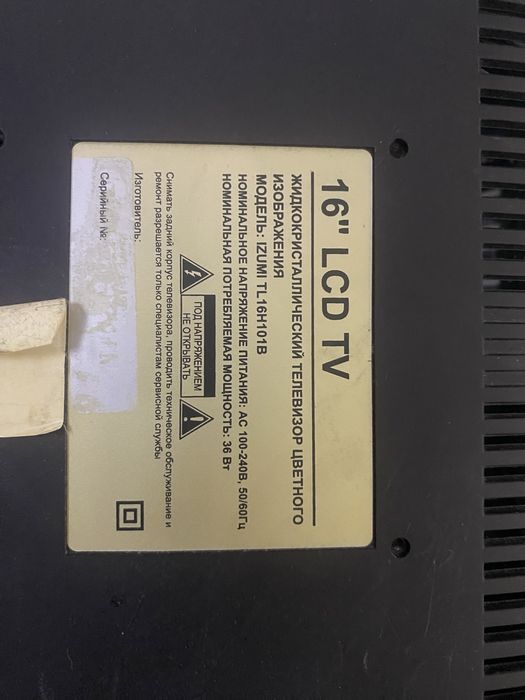 16" LCD TV
ЖИДКОКРИСТАЛЛИЧЕСКИЙ ТЕЛЕВИЗОР ЦВЕТНОГО
ИЗОБРАЖЕНИЯ
МОДЕЛЬ: IZUMI TL16H101B
НОМИНАЛЬНОЕ НАПРЯЖЕНИЕ ПИТАНИЯ: AC 100-240В, 50/60Гц
НОМИНАЛЬНАЯ ПОТРЕБЛЯЕМАЯ МОЩНОСТЬ: 36 Вт
ПОД НАПРЯЖЕНИЕМ
НЕ ОТКРЫВАТЬ
Снимать задний корпус телевизора, проводить техническое обслуживание и
ремонт разрешается только специалистам сервисной службы
Изготовитель:
Серийный №: